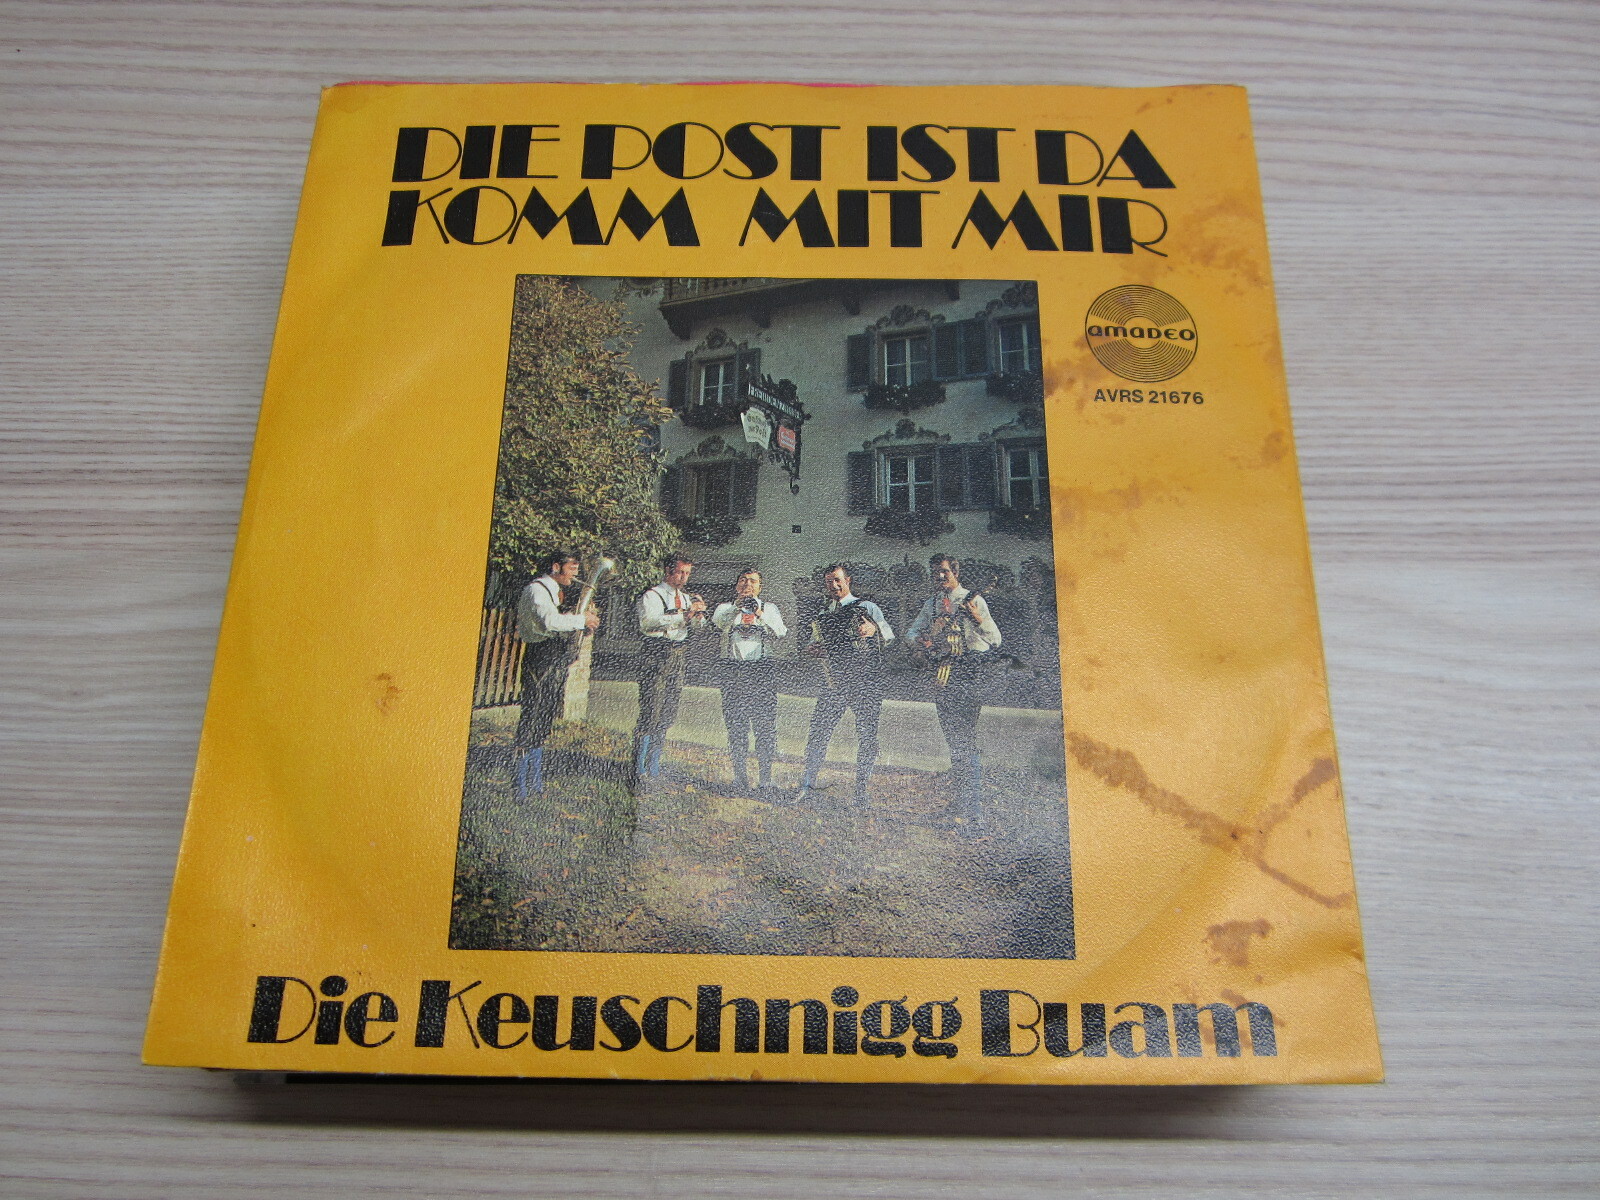 DIE POST IST DA
KOMM MIT MIR
AMADEO
AVRS 21676
Die Keuschnigg Buam